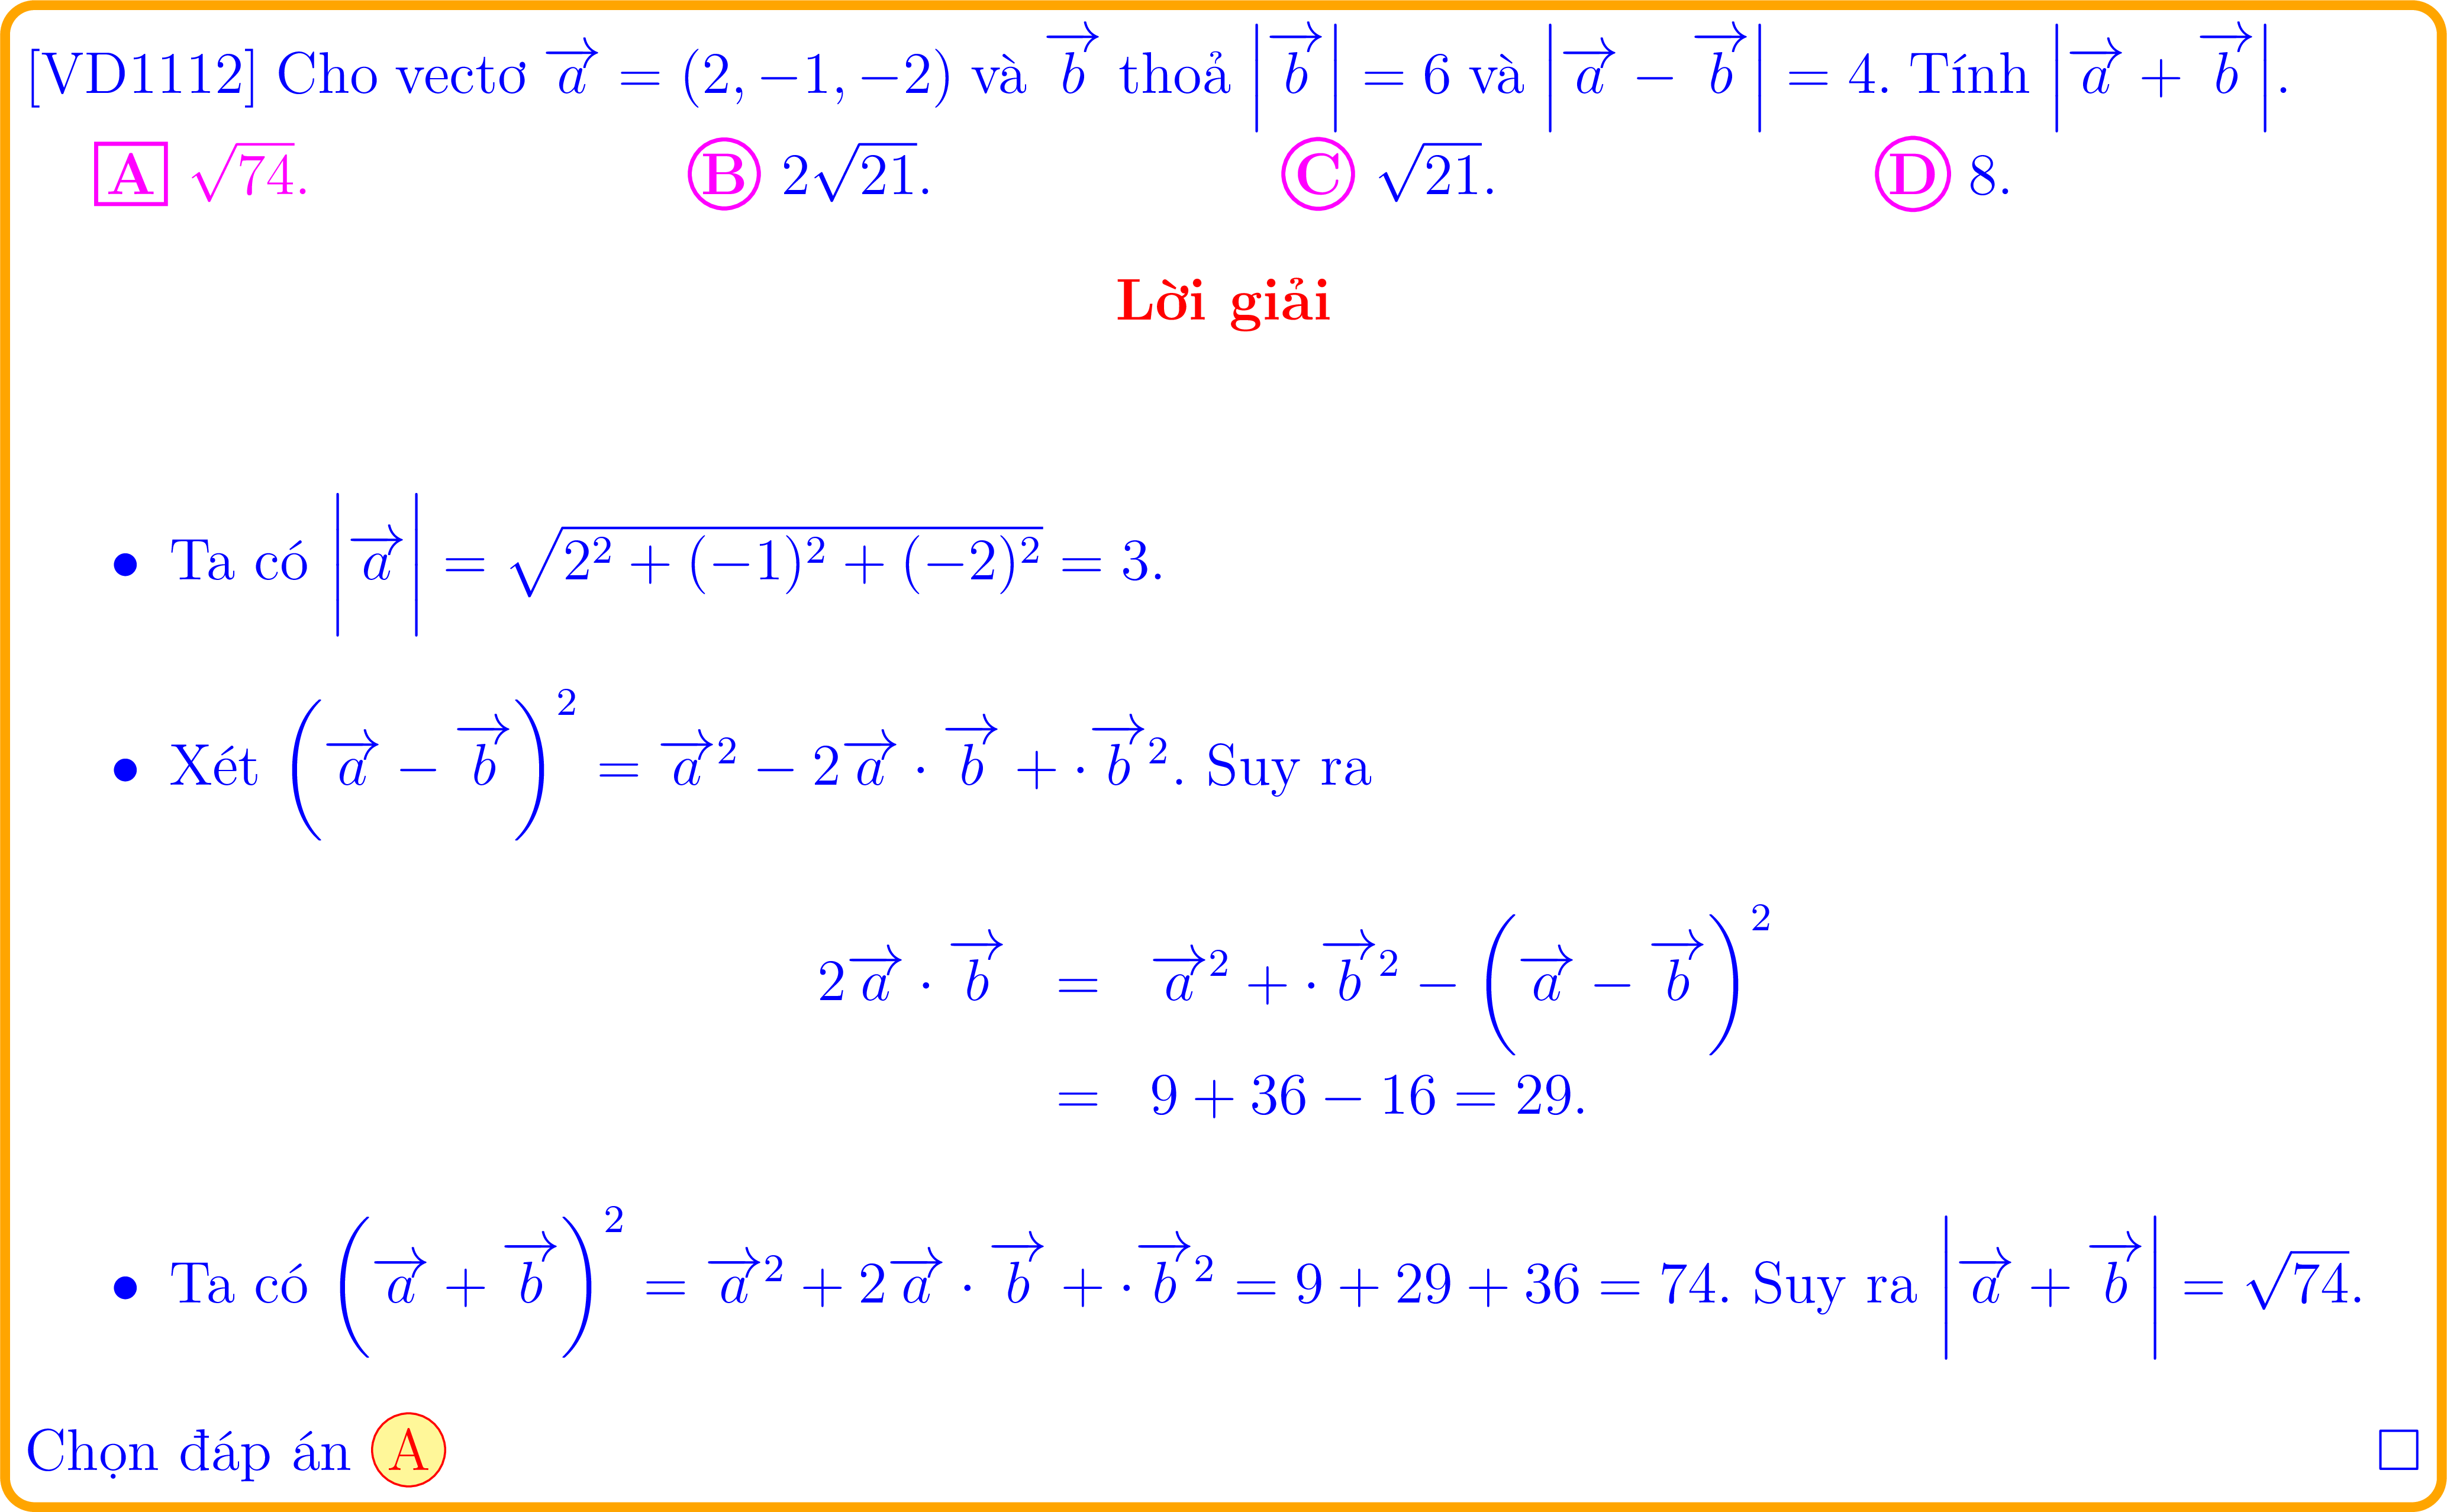 [VD1112] Cho vectơ $\overrightarrow{a} = (2, -1, -2)$ và $\overrightarrow{b}$ thoả $\left|\overrightarrow{b}\right| = 6$ và $\left|\overrightarrow{a} - \overrightarrow{b}\right| = 4$. Tính $\left|\overrightarrow{a} + \overrightarrow{b}\right|$.
A $\sqrt{74}$. B $2\sqrt{21}$. C $\sqrt{21}$. D 8.
Lời giải
• Ta có $\left|\overrightarrow{a}\right| = \sqrt{2^2 + (-1)^2 + (-2)^2} = 3$.
• Xét $\left(\overrightarrow{a} - \overrightarrow{b}\right)^2 = \overrightarrow{a}^2 - 2\overrightarrow{a} \cdot \overrightarrow{b} + \cdot \overrightarrow{b}^2$. Suy ra
$2\overrightarrow{a} \cdot \overrightarrow{b} = \overrightarrow{a}^2 + \cdot \overrightarrow{b}^2 - \left(\overrightarrow{a} - \overrightarrow{b}\right)^2$
$= 9 + 36 - 16 = 29.$
• Ta có $\left(\overrightarrow{a} + \overrightarrow{b}\right)^2 = \overrightarrow{a}^2 + 2\overrightarrow{a} \cdot \overrightarrow{b} + \cdot \overrightarrow{b}^2 = 9 + 29 + 36 = 74$. Suy ra $\left|\overrightarrow{a} + \overrightarrow{b}\right| = \sqrt{74}$.
Chọn đáp án A □